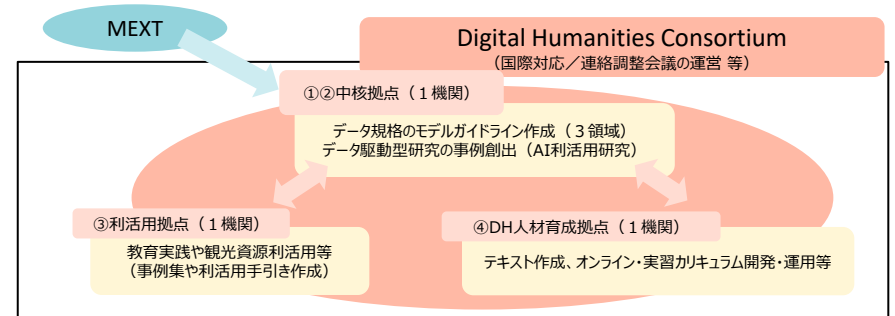 MEXT
Digital Humanities Consortium
（国際対応／連絡調整会議の運営 等）
①②中核拠点（１機関）
データ規格のモデルガイドライン作成（３領域）
データ駆動型研究の事例創出（AI利活用研究）
③利活用拠点（１機関）
教育実践や観光資源利活用等
（事例集や利活用手引き作成）
④DH人材育成拠点（１機関）
テキスト作成、オンライン・実習カリキュラム開発・運用等